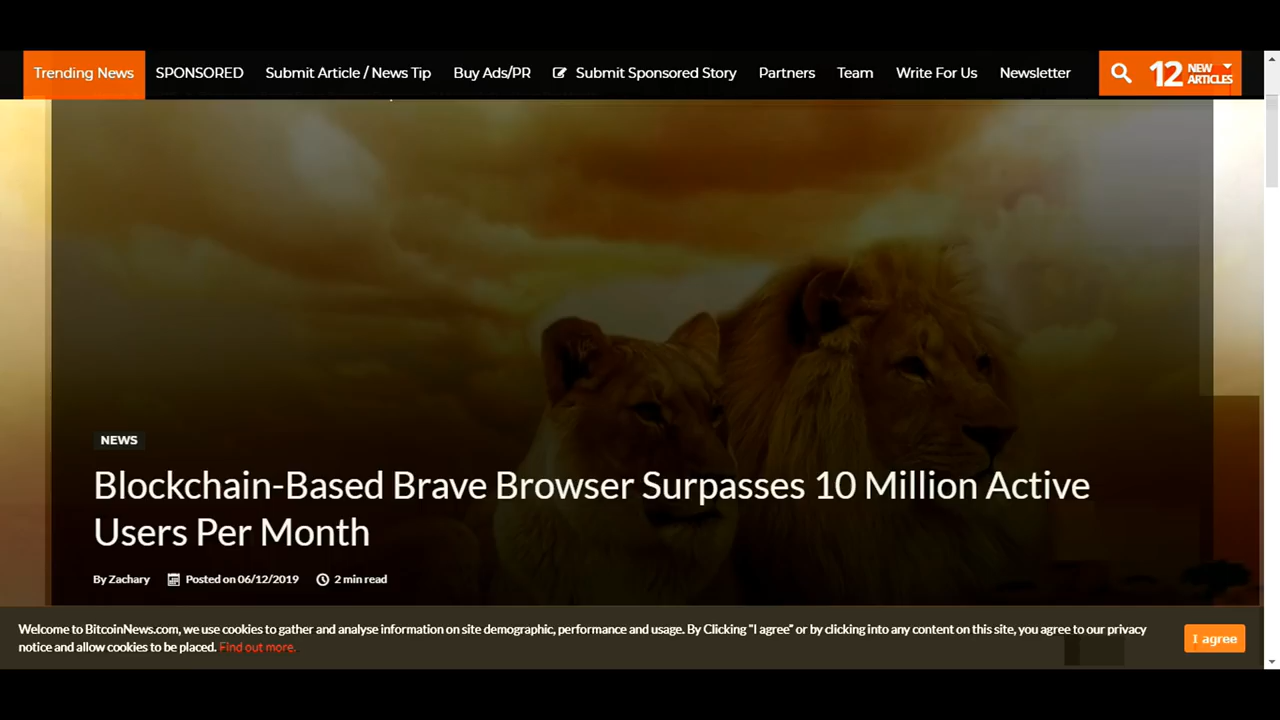 Trending News SPONSORED Submit Article / News Tip Buy Ads/PR Submit Sponsored Story Partners Team Write For Us Newsletter 12 NEW ARTICLES
NEWS
Blockchain-Based Brave Browser Surpasses 10 Million Active
Users Per Month
By Zachary Posted on 06/12/2019 2 min read
Welcome to BitcoinNews.com, we use cookies to gather and analyse information on site demographic, performance and usage. By Clicking "I agree" or by clicking into any content on this site, you agree to our privacy
notice and allow cookies to be placed. Find out more.
I agree